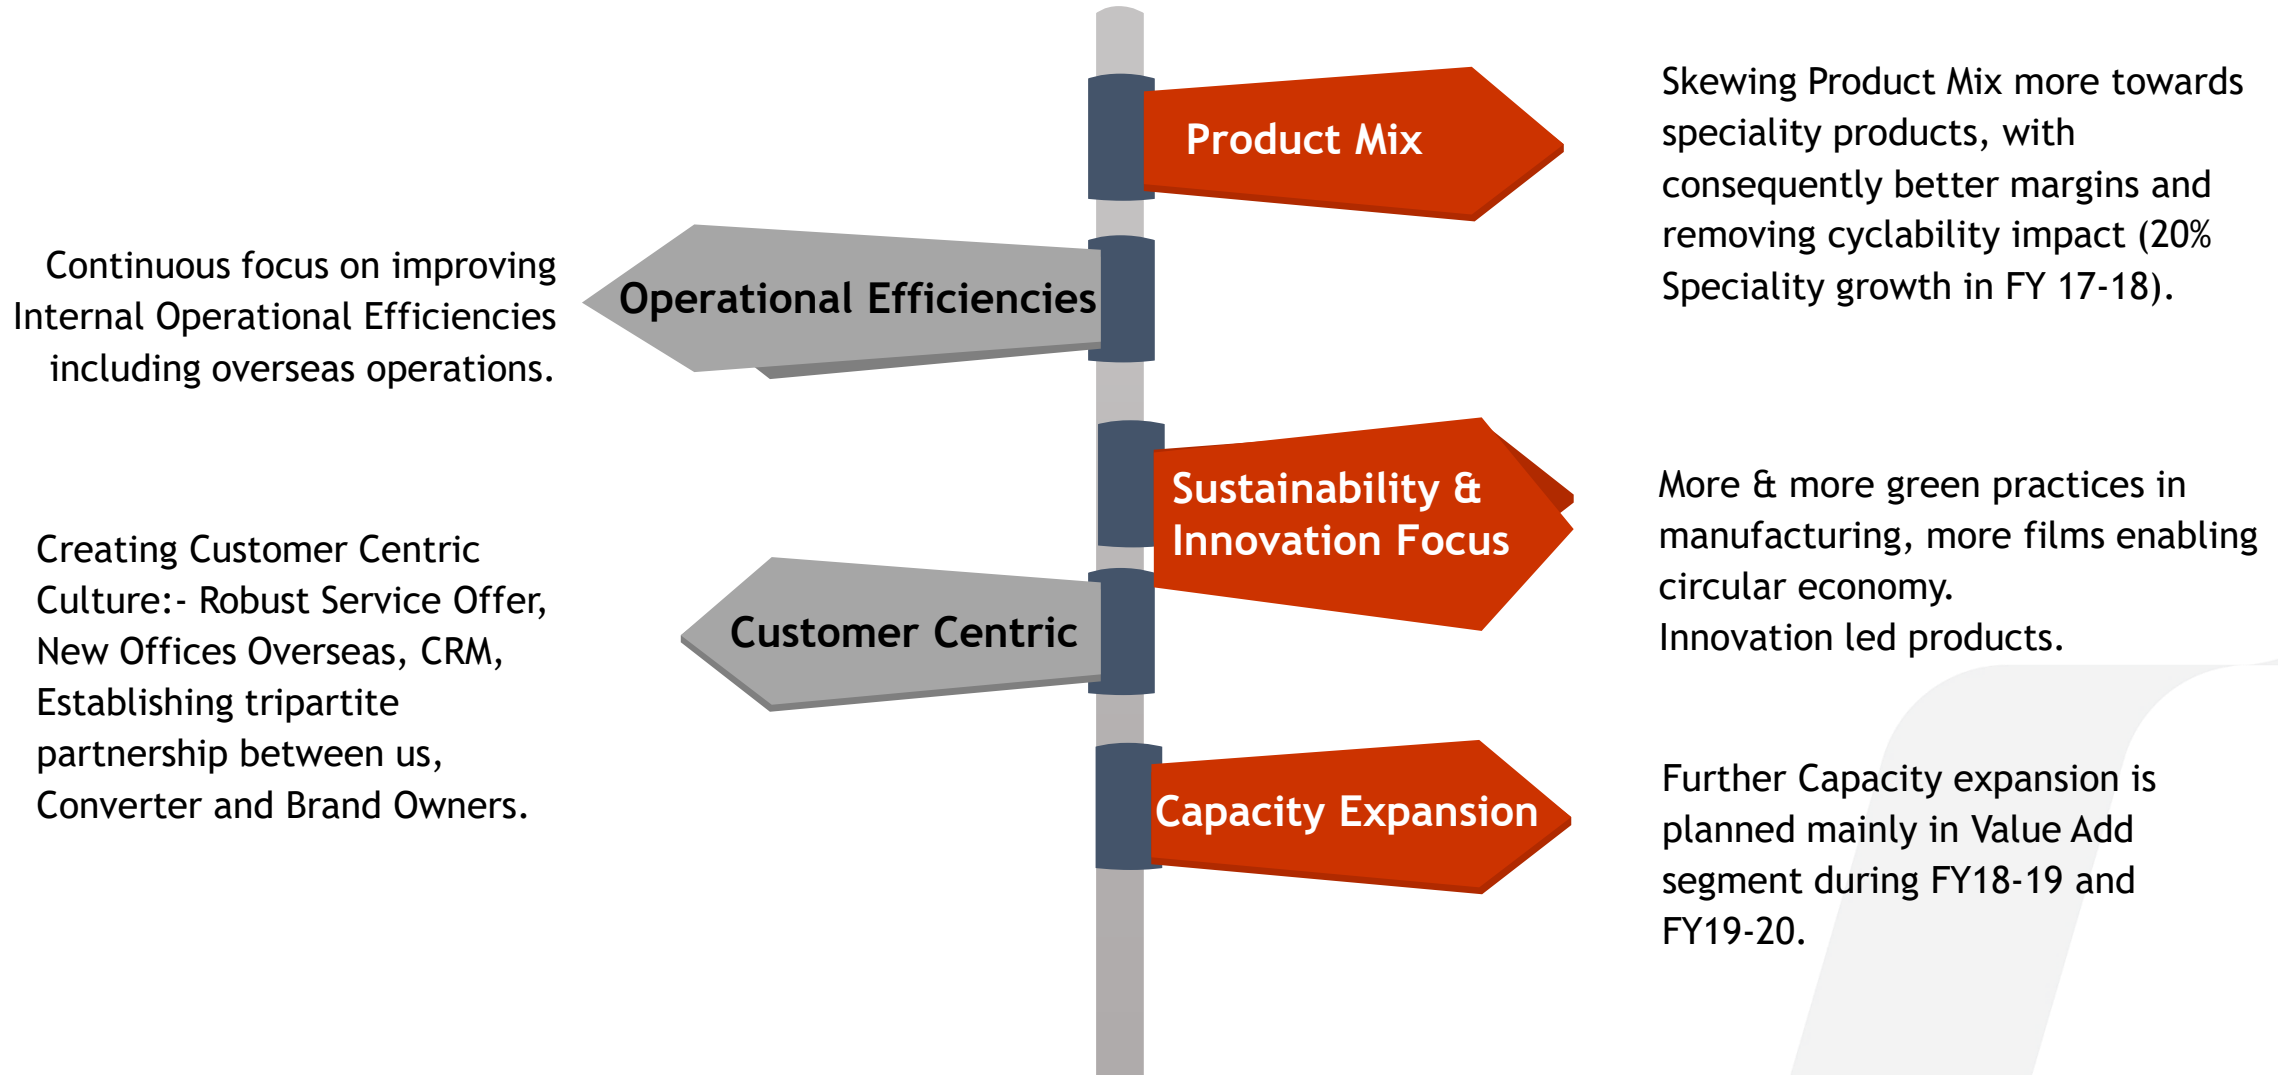 Product Mix
Skewing Product Mix more towards
speciality products, with
consequently better margins and
removing cyclability impact (20%
Speciality growth in FY 17-18).
Continuous focus on improving
Internal Operational Efficiencies
including overseas operations.
Operational Efficiencies
Sustainability &
Innovation Focus
More & more green practices in
manufacturing, more films enabling
circular economy.
Innovation led products.
Creating Customer Centric
Culture:- Robust Service Offer,
New Offices Overseas, CRM,
Establishing tripartite
partnership between us,
Converter and Brand Owners.
Customer Centric
Capacity Expansion
Further Capacity expansion is
planned mainly in Value Add
segment during FY18-19 and
FY19-20.